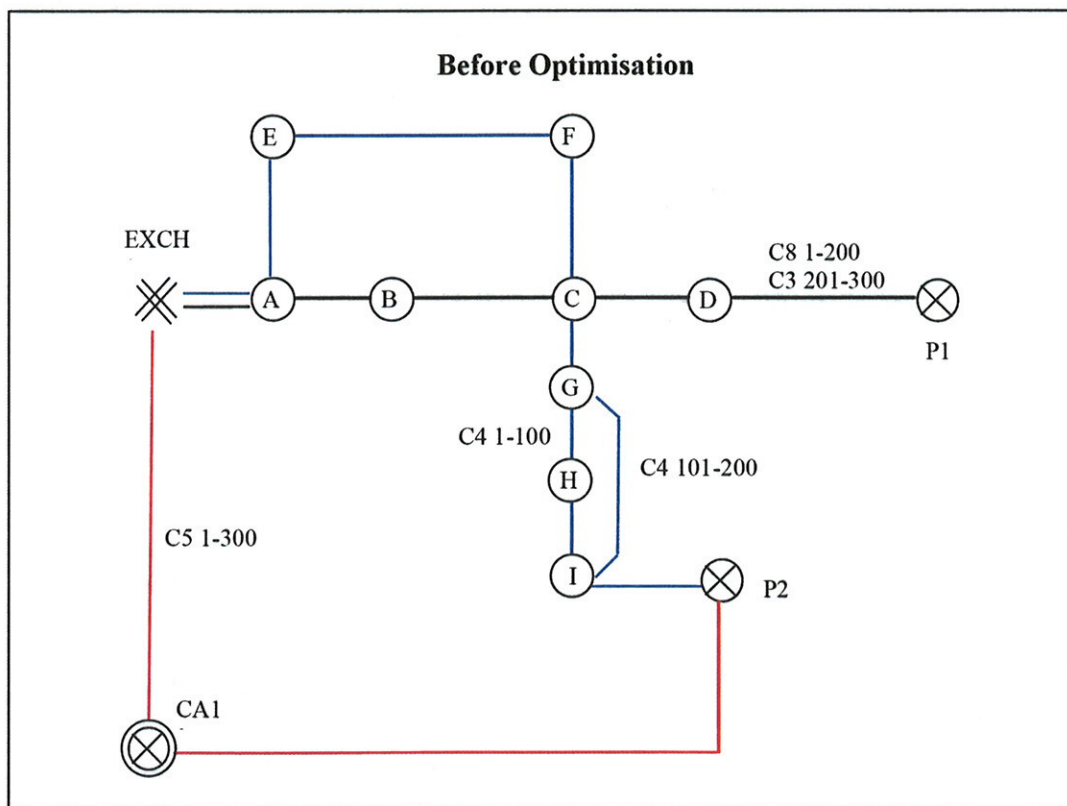 Before Optimisation
E
F
EXCH
C8 1-200
C3 201-300
A
B
C
D
P1
G
C4 1-100
C4 101-200
H
C5 1-300
I
P2
CA1